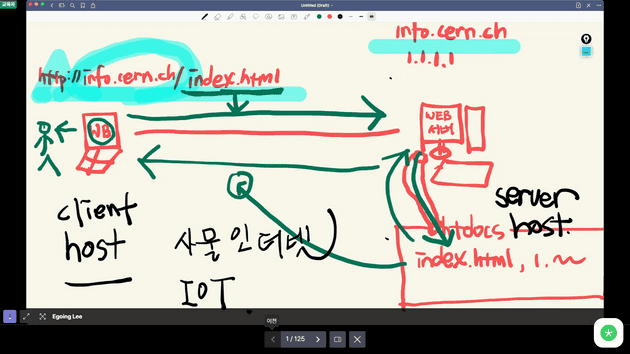 교육자
Untitled (Draft)
info.cern.ch
1.1.1.1
http://info.cern.ch/index.html
WB
WEB
서버
client
host
사물인터넷
IOT
server
host
htdocs
index.html, 1.
Egoing Lee
이전
1 / 125